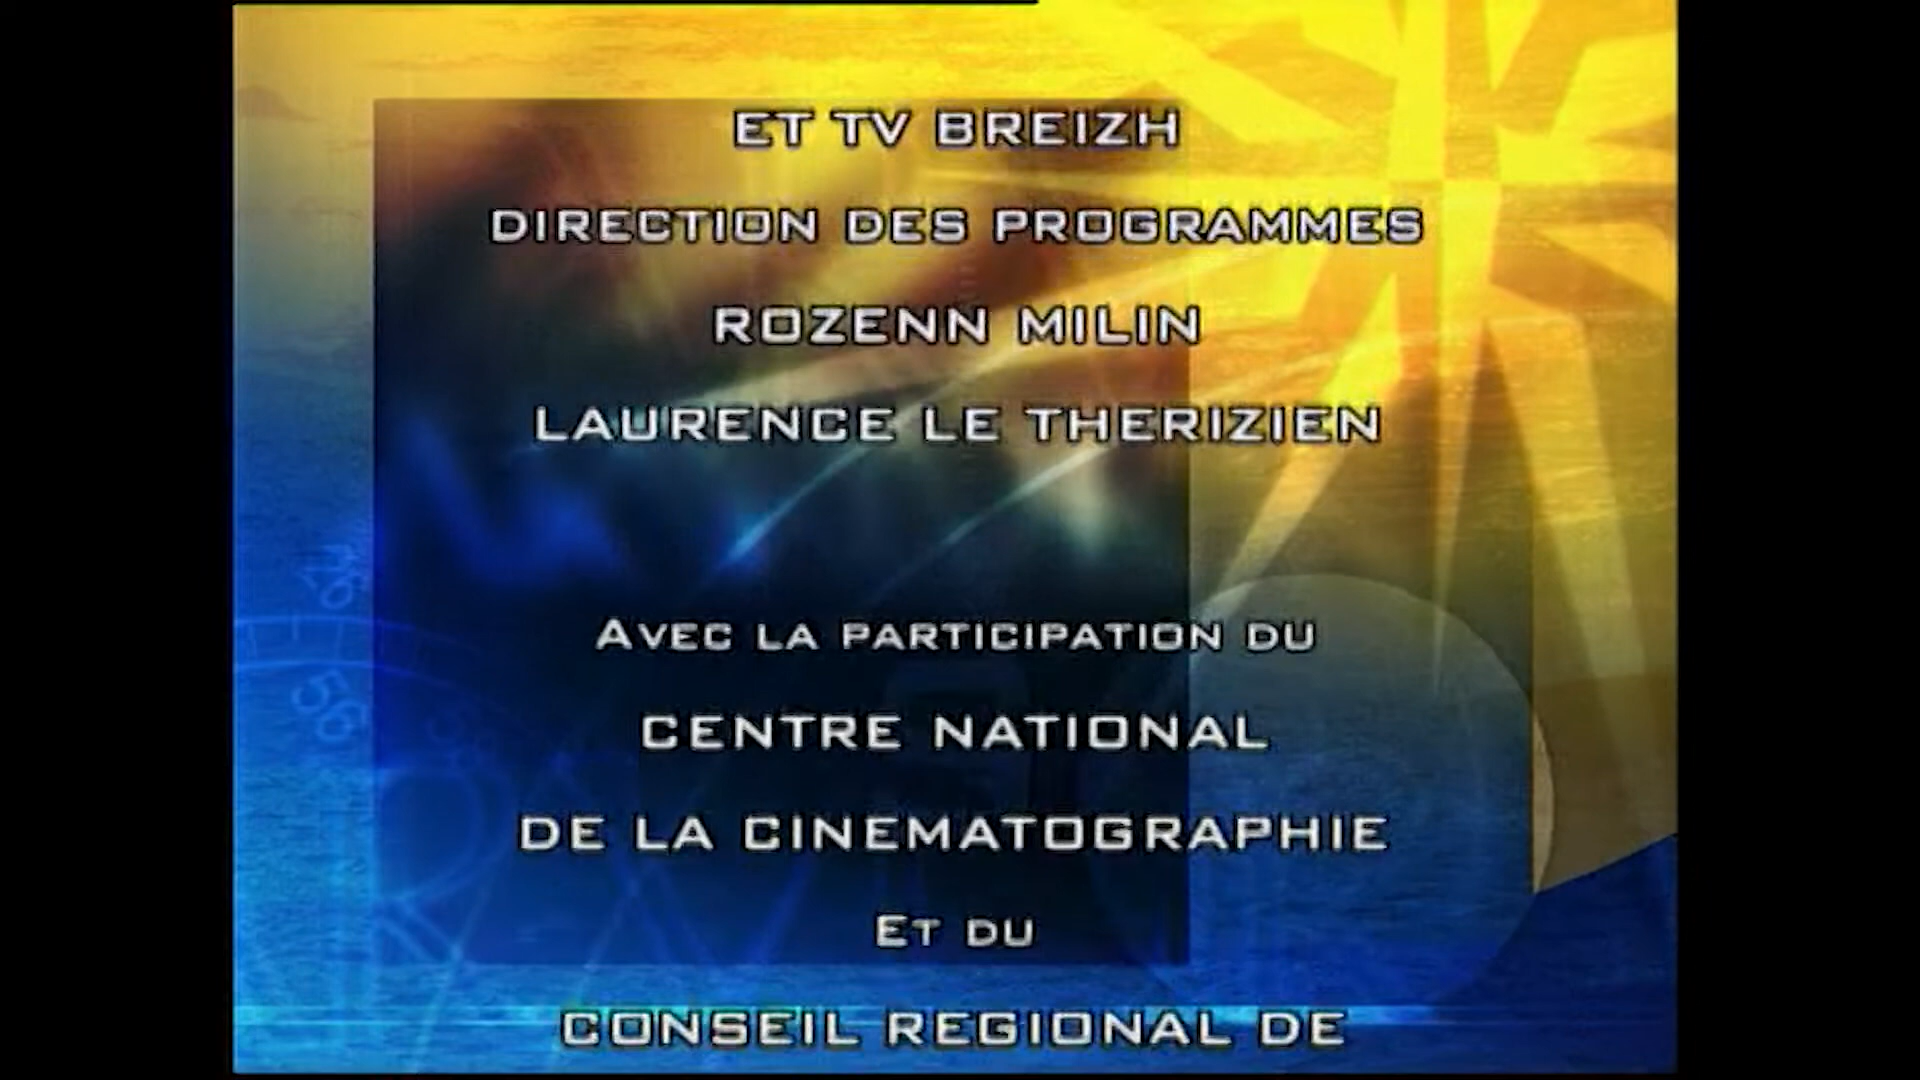 ET TV BREIZH
DIRECTION DES PROGRAMMES
ROZENN MILIN
LAURENCE LE THERIZIEN
AVEC LA PARTICIPATION DU
CENTRE NATIONAL
DE LA CINEMATOGRAPHIE
ET DU
CONSEIL REGIONAL DE